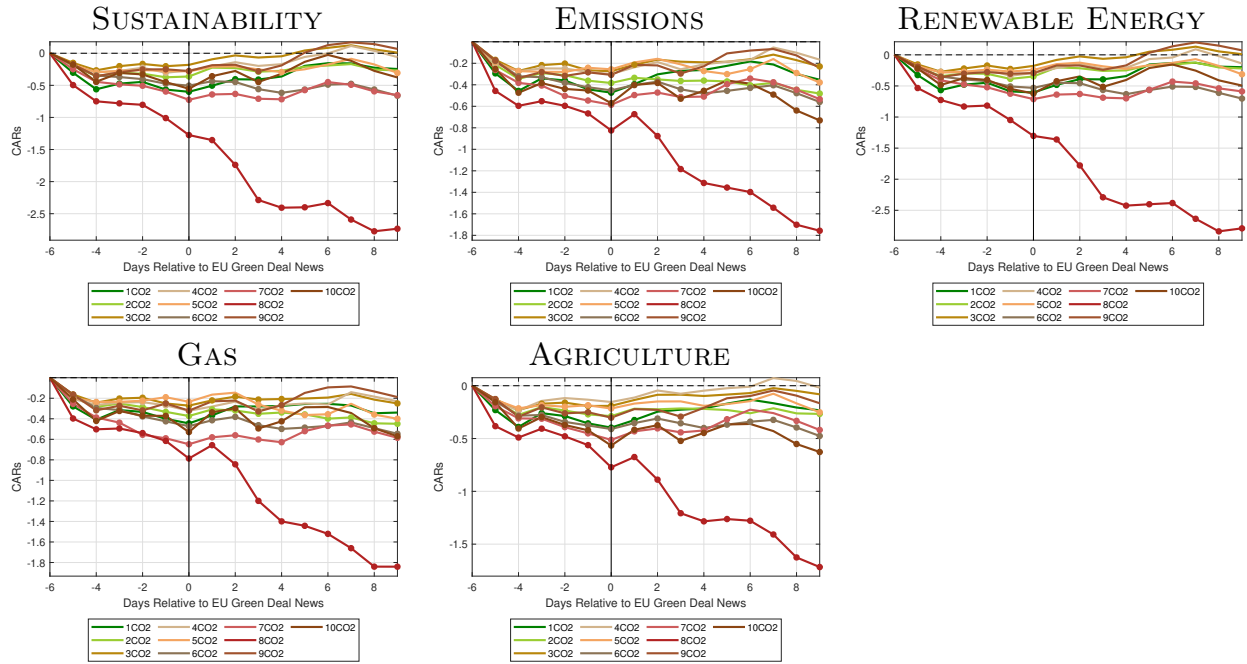 SUSTAINABILITY
0
-0.5
-1
-1.5
-2
-2.5
CARs
-6 -4 -2 0 2 4 6 8
Days Relative to EU Green Deal News
1CO2 4CO2 7CO2 10CO2
2CO2 5CO2 8CO2
3CO2 6CO2 9CO2
EMISSIONS
-0.2
-0.4
-0.6
-0.8
-1
-1.2
-1.4
-1.6
-1.8
CARs
-6 -4 -2 0 2 4 6 8
Days Relative to EU Green Deal News
1CO2 4CO2 7CO2 10CO2
2CO2 5CO2 8CO2
3CO2 6CO2 9CO2
RENEWABLE ENERGY
0
-0.5
-1
-1.5
-2
-2.5
CARs
-6 -4 -2 0 2 4 6 8
Days Relative to EU Green Deal News
1CO2 4CO2 7CO2 10CO2
2CO2 5CO2 8CO2
3CO2 6CO2 9CO2
GAS
-0.2
-0.4
-0.6
-0.8
-1
-1.2
-1.4
-1.6
-1.8
CARs
-6 -4 -2 0 2 4 6 8
Days Relative to EU Green Deal News
1CO2 4CO2 7CO2 10CO2
2CO2 5CO2 8CO2
3CO2 6CO2 9CO2
AGRICULTURE
0
-0.5
-1
-1.5
CARs
-6 -4 -2 0 2 4 6 8
Days Relative to EU Green Deal News
1CO2 4CO2 7CO2 10CO2
2CO2 5CO2 8CO2
3CO2 6CO2 9CO2